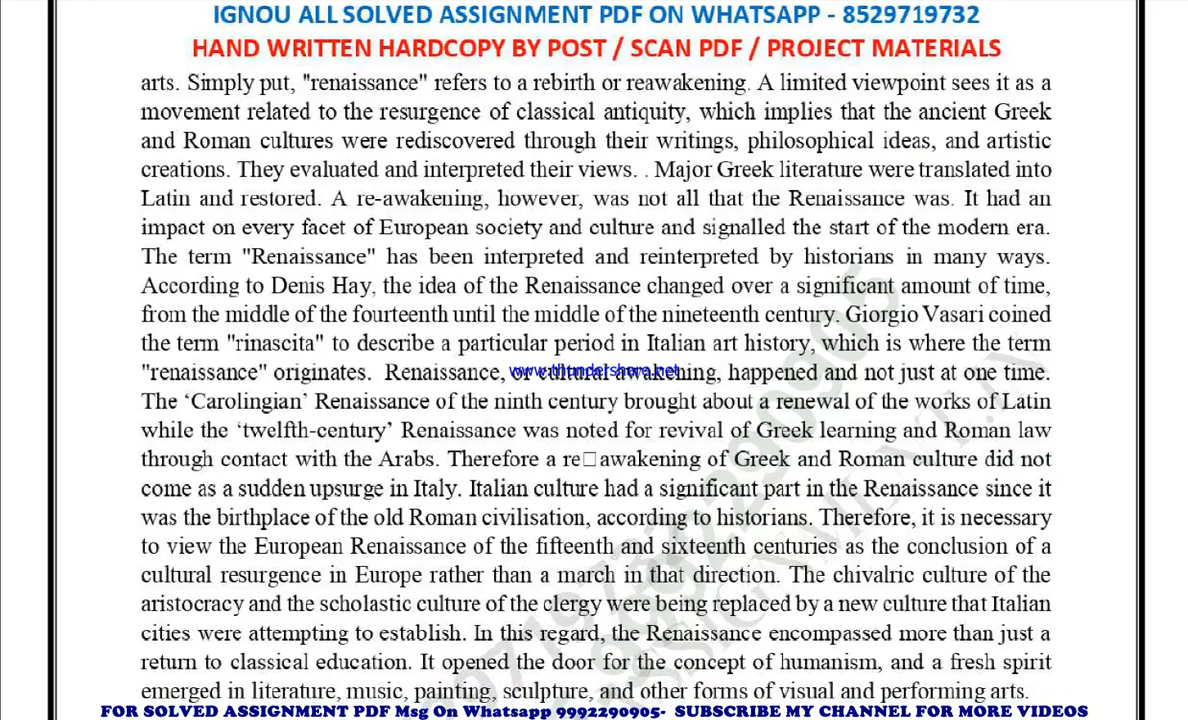 IGNOU ALL SOLVED ASSIGNMENT PDF ON WHATSAPP - 8529719732
HAND WRITTEN HARDCOPY BY POST / SCAN PDF / PROJECT MATERIALS
arts. Simply put, "renaissance" refers to a rebirth or reawakening. A limited viewpoint sees it as a
movement related to the resurgence of classical antiquity, which implies that the ancient Greek
and Roman cultures were rediscovered through their writings, philosophical ideas, and artistic
creations. They evaluated and interpreted their views. . Major Greek literature were translated into
Latin and restored. A re-awakening, however, was not all that the Renaissance was. It had an
impact on every facet of European society and culture and signalled the start of the modern era.
The term "Renaissance" has been interpreted and reinterpreted by historians in many ways.
According to Denis Hay, the idea of the Renaissance changed over a significant amount of time,
from the middle of the fourteenth until the middle of the nineteenth century. Giorgio Vasari coined
the term "rinascita" to describe a particular period in Italian art history, which is where the term
"renaissance" originates. Renaissance, or cultural awakening, happened and not just at one time.
www.thundershare.net
The ‘Carolingian’ Renaissance of the ninth century brought about a renewal of the works of Latin
while the ‘twelfth-century’ Renaissance was noted for revival of Greek learning and Roman law
through contact with the Arabs. Therefore a re□awakening of Greek and Roman culture did not
come as a sudden upsurge in Italy. Italian culture had a significant part in the Renaissance since it
was the birthplace of the old Roman civilisation, according to historians. Therefore, it is necessary
to view the European Renaissance of the fifteenth and sixteenth centuries as the conclusion of a
cultural resurgence in Europe rather than a march in that direction. The chivalric culture of the
aristocracy and the scholastic culture of the clergy were being replaced by a new culture that Italian
cities were attempting to establish. In this regard, the Renaissance encompassed more than just a
return to classical education. It opened the door for the concept of humanism, and a fresh spirit
emerged in literature, music, painting, sculpture, and other forms of visual and performing arts.
FOR SOLVED ASSIGNMENT PDF Msg On Whatsapp 9992290905- SUBSCRIBE MY CHANNEL FOR MORE VIDEOS